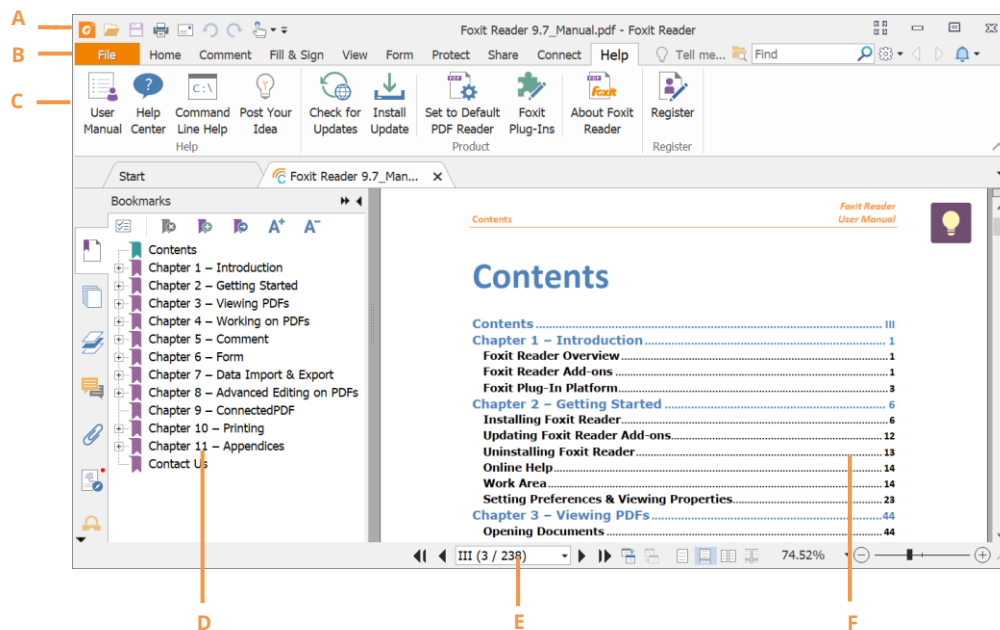 A
Foxit Reader 9.7_Manual.pdf - Foxit Reader
B
File Home Comment Fill & Sign View Form Protect Share Connect Help Tell me... Find
C
C:\
PDF
PDF
Foxit
User Manual
Help Center
Command Line Help
Post Your Idea
Check for Updates
Install Update
Set to Default PDF Reader
Foxit Plug-Ins
About Foxit Reader
Register
Help Product Register
Start Foxit Reader 9.7_Man...
Bookmarks
Contents
Chapter 1 – Introduction
Chapter 2 – Getting Started
Chapter 3 – Viewing PDFs
Chapter 4 – Working on PDFs
Chapter 5 – Comment
Chapter 6 – Form
Chapter 7 – Data Import & Export
Chapter 8 – Advanced Editing on PDFs
Chapter 9 – ConnectedPDF
Chapter 10 – Printing
Chapter 11 – Appendices
Contact Us
Foxit Reader
Contents User Manual
Contents
Contents III
Chapter 1 – Introduction 1
Foxit Reader Overview 1
Foxit Reader Add-ons 1
Foxit Plug-In Platform 3
Chapter 2 – Getting Started 6
Installing Foxit Reader 6
Updating Foxit Reader Add-ons 12
Uninstalling Foxit Reader 13
Online Help 14
Work Area 14
Setting Preferences & Viewing Properties 23
Chapter 3 – Viewing PDFs 44
Opening Documents 44
III (3 / 238) 74.52%
D E F